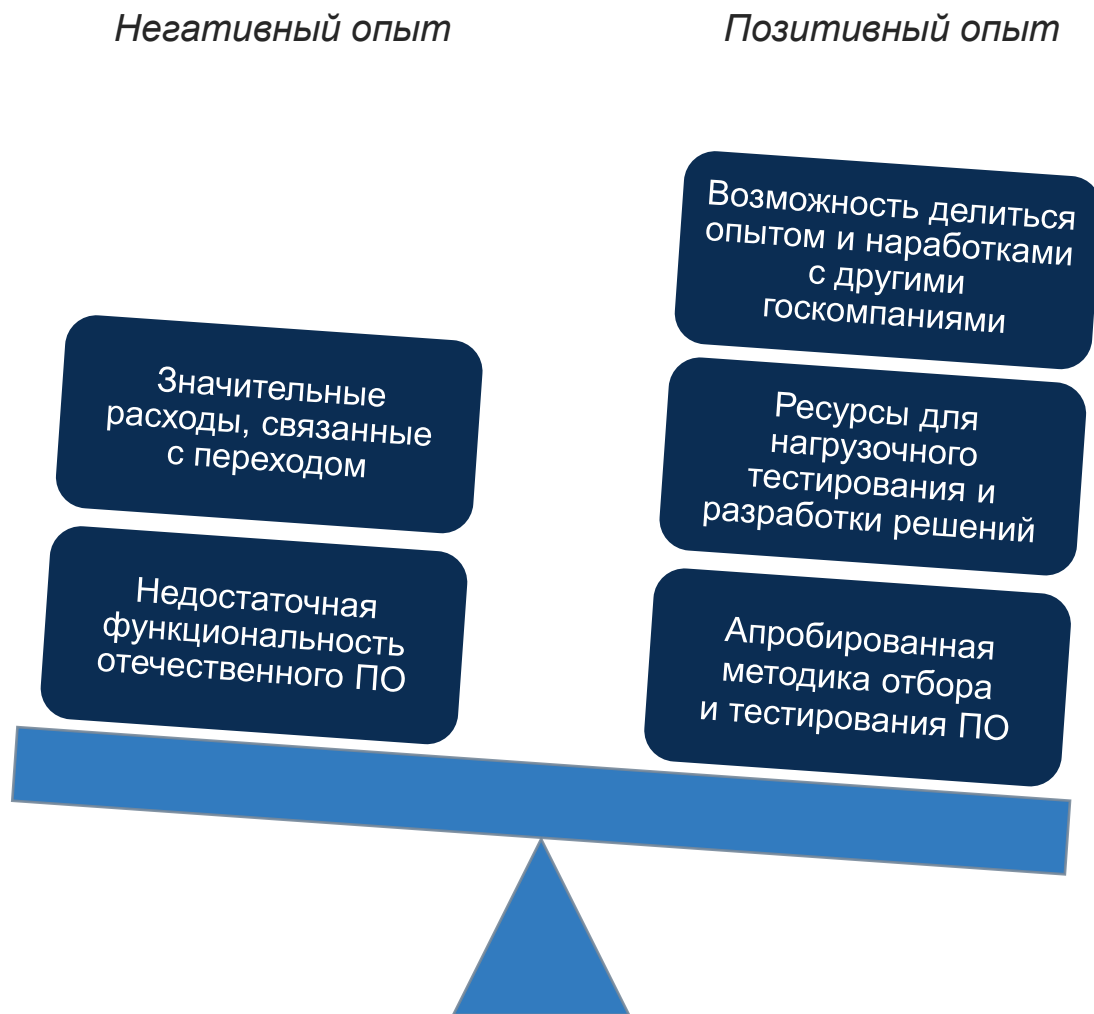 Негативный опыт
Позитивный опыт
Значительные
расходы, связанные
с переходом
Недостаточная
функциональность
отечественного ПО
Возможность делиться
опытом и наработками
с другими
госкомпаниями
Ресурсы для
нагрузочного
тестирования и
разработки решений
Апробированная
методика отбора
и тестирования ПО